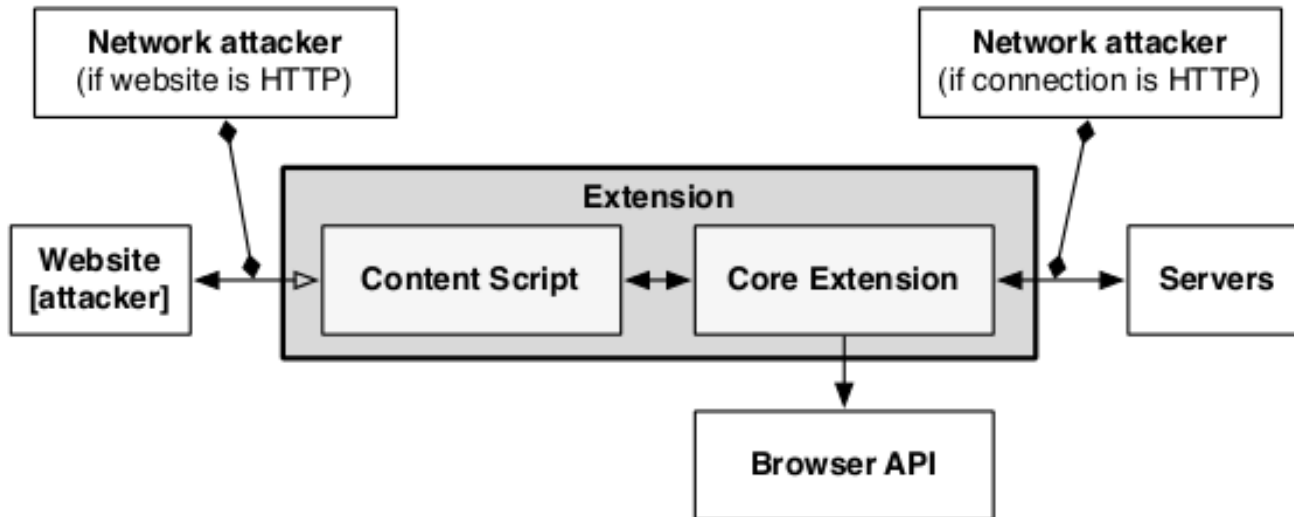 Network attacker
(if website is HTTP)
Network attacker
(if connection is HTTP)
Extension
Website
[attacker]
Content Script
Core Extension
Servers
Browser API